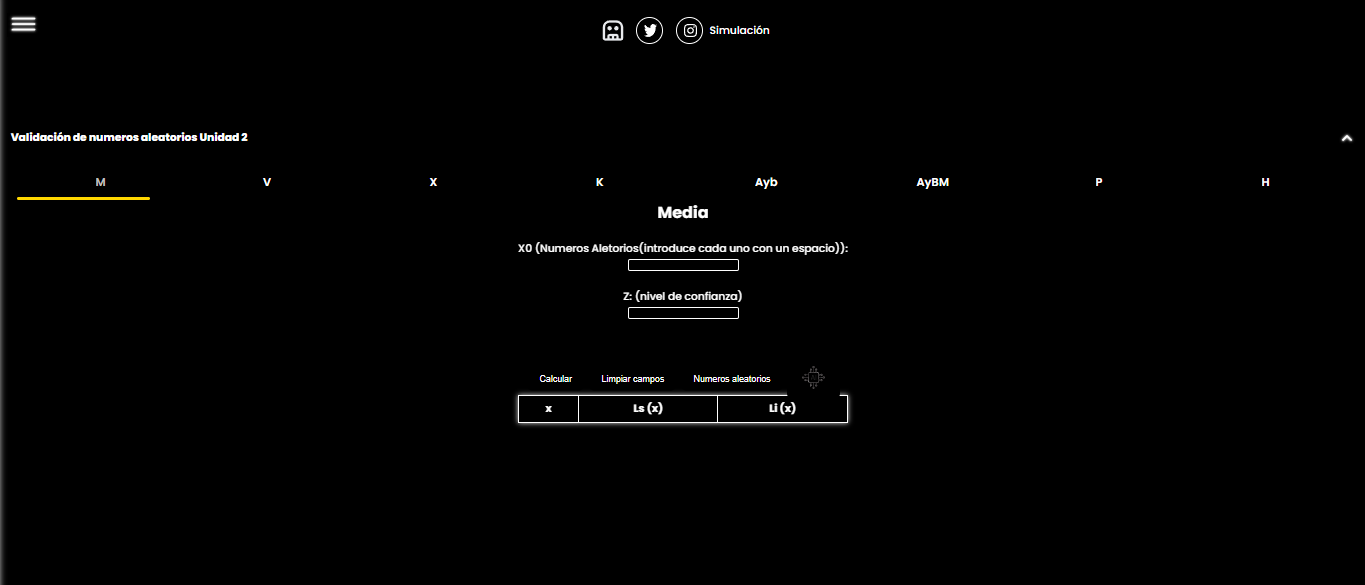 Simulación
Validación de numeros aleatorios Unidad 2
M V X K Ayb AyBM P H
Media
X0 (Numeros Aletorios(introduce cada uno con un espacio)):
Z: (nivel de confianza)
Calcular Limpiar campos Numeros aleatorios
x Ls (x) Li (x)